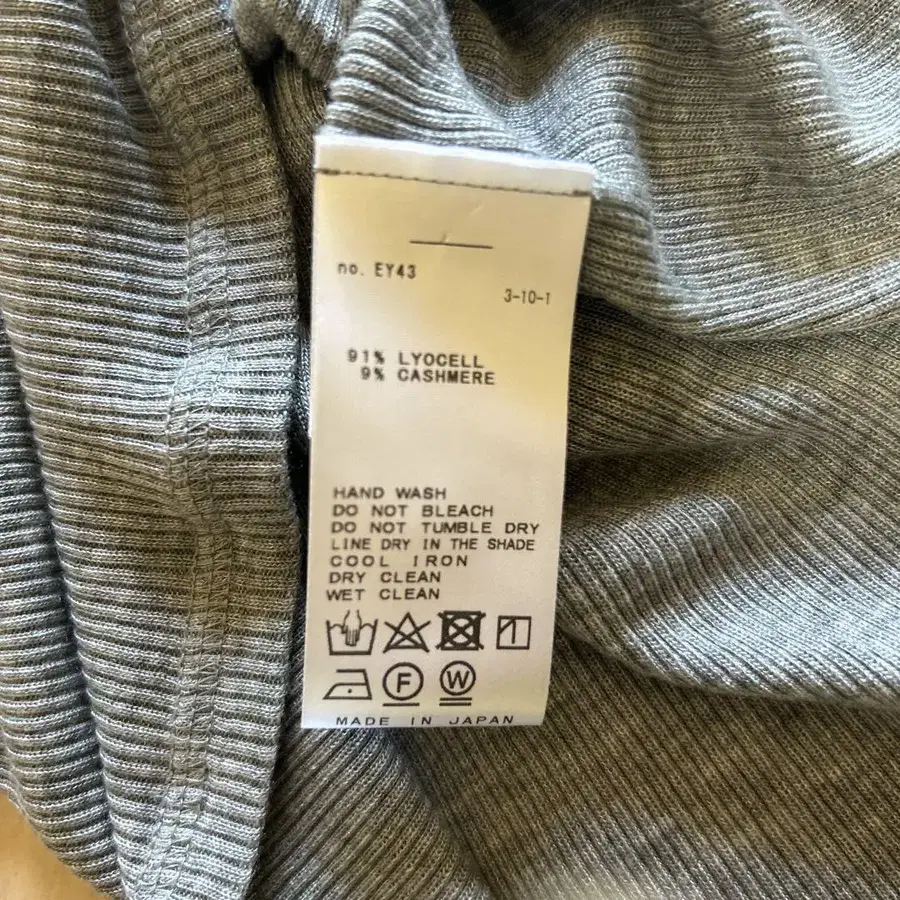 no. EY43
3-10-1
91% LYOCELL
9% CASHMERE
HAND WASH
DO NOT BLEACH
DO NOT TUMBLE DRY
LINE DRY IN THE SHADE
COOL IRON
DRY CLEAN
WET CLEAN
F W
MADE IN JAPAN